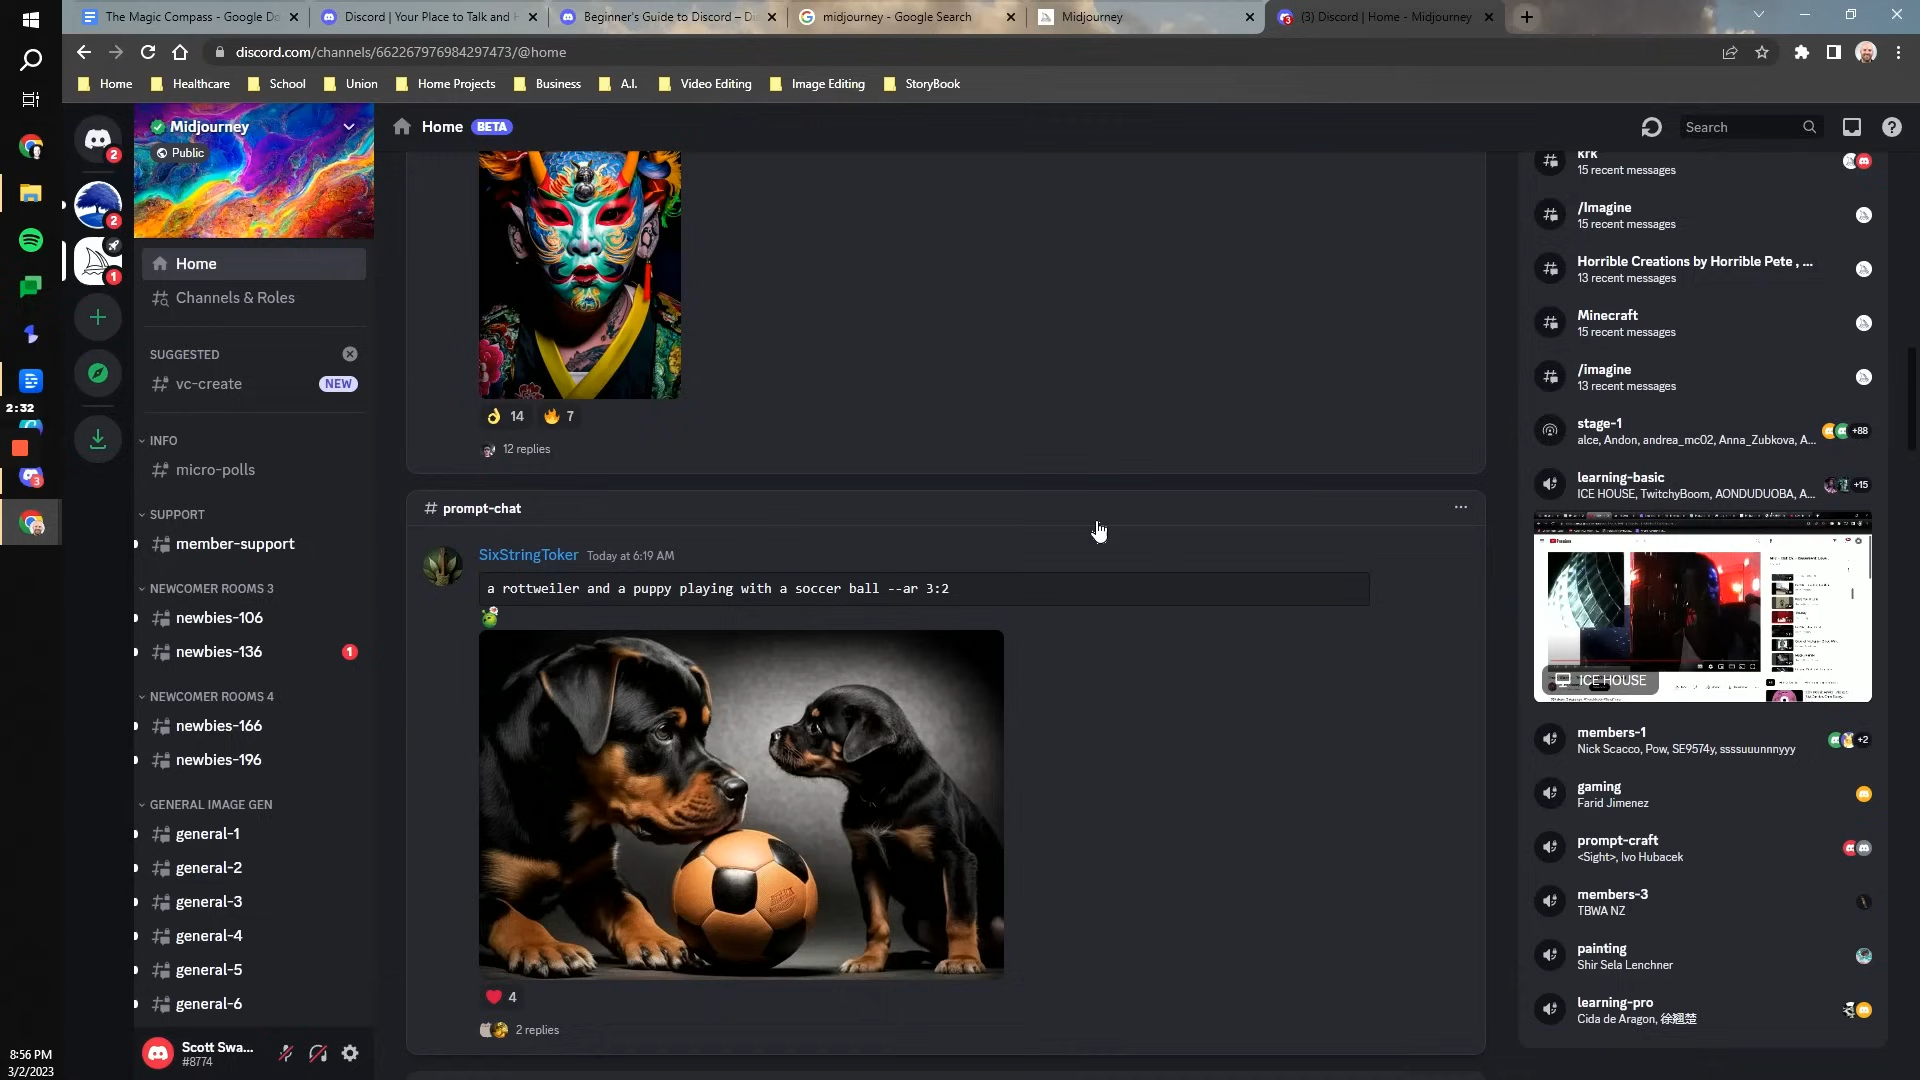 The Magic Compass - Google Do
Discord | Your Place to Talk and H
Beginner's Guide to Discord – Di
midjourney - Google Search
Midjourney
(3) Discord | Home - Midjourney
discord.com/channels/662267976984297473/@home
Home
Healthcare
School
Union
Home Projects
Business
A.I.
Video Editing
Image Editing
StoryBook
Midjourney
Public
Home
Channels & Roles
SUGGESTED
vc-create
NEW
INFO
micro-polls
SUPPORT
member-support
NEWCOMER ROOMS 3
newbies-106
newbies-136
1
NEWCOMER ROOMS 4
newbies-166
newbies-196
GENERAL IMAGE GEN
general-1
general-2
general-3
general-4
general-5
general-6
Scott Swa...
#8774
2
2
1
2:32
3
8:56 PM
3/2/2023
Home BETA
Search
14
7
12 replies
prompt-chat
SixStringToker Today at 6:19 AM
a rottweiler and a puppy playing with a soccer ball --ar 3:2
4
2 replies
krk
15 recent messages
/Imagine
15 recent messages
Horrible Creations by Horrible Pete , ...
13 recent messages
Minecraft
15 recent messages
/imagine
13 recent messages
stage-1
alce, Andon, andrea_mc02, Anna_Zubkova, A...
+88
learning-basic
ICE HOUSE, TwitchyBoom, AONDUDUOBA, A...
+15
ICE HOUSE
members-1
Nick Scacco, Pow, SE9574y, ssssuuunnnyyy
+2
gaming
Farid Jimenez
prompt-craft
<Sight>, Ivo Hubacek
members-3
TBWA NZ
painting
Shir Sela Lenchner
learning-pro
Cida de Aragon, 徐翘楚